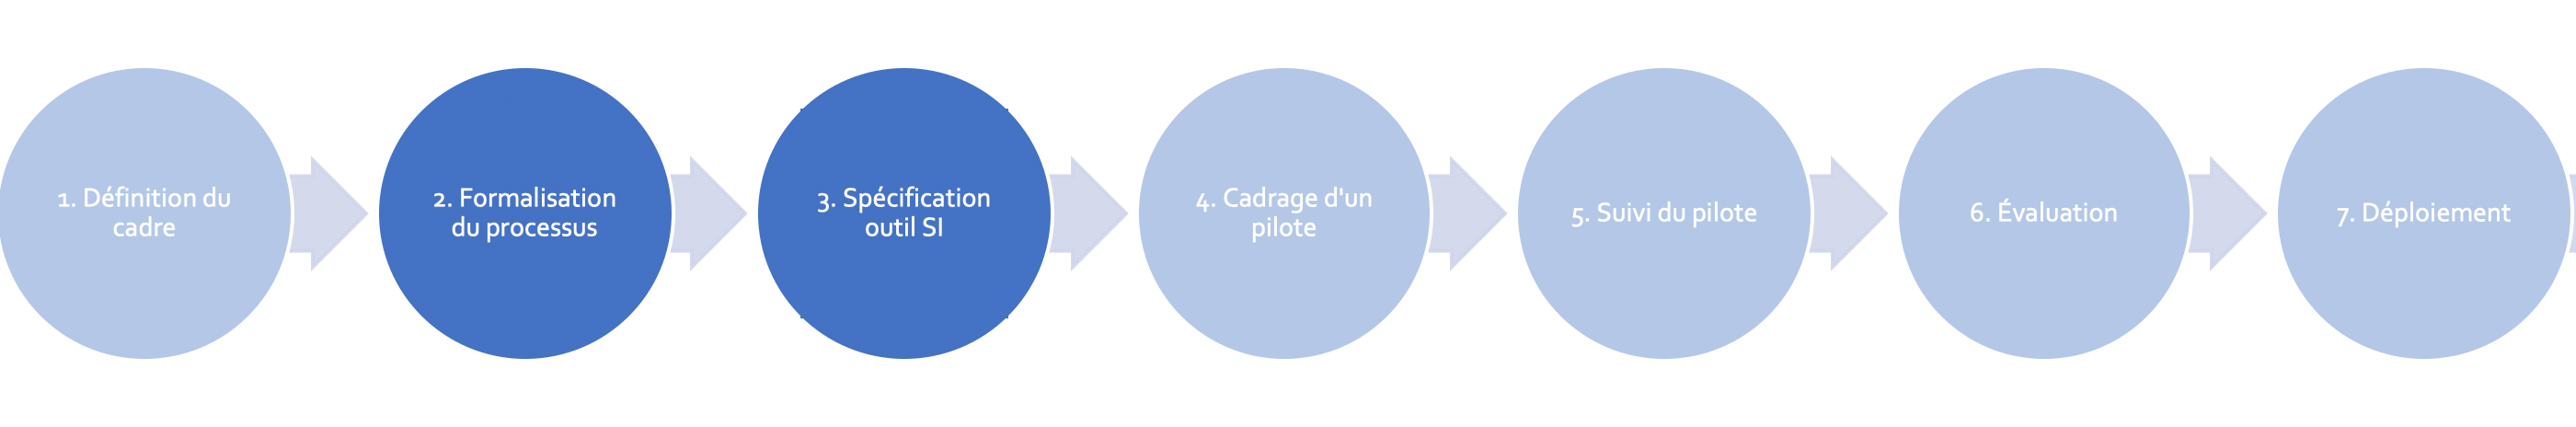 1. Définition du
cadre
2. Formalisation
du processus
3. Spécification
outil SI
4. Cadrage d'un
pilote
5. Suivi du pilote
6. Évaluation
7. Déploiement